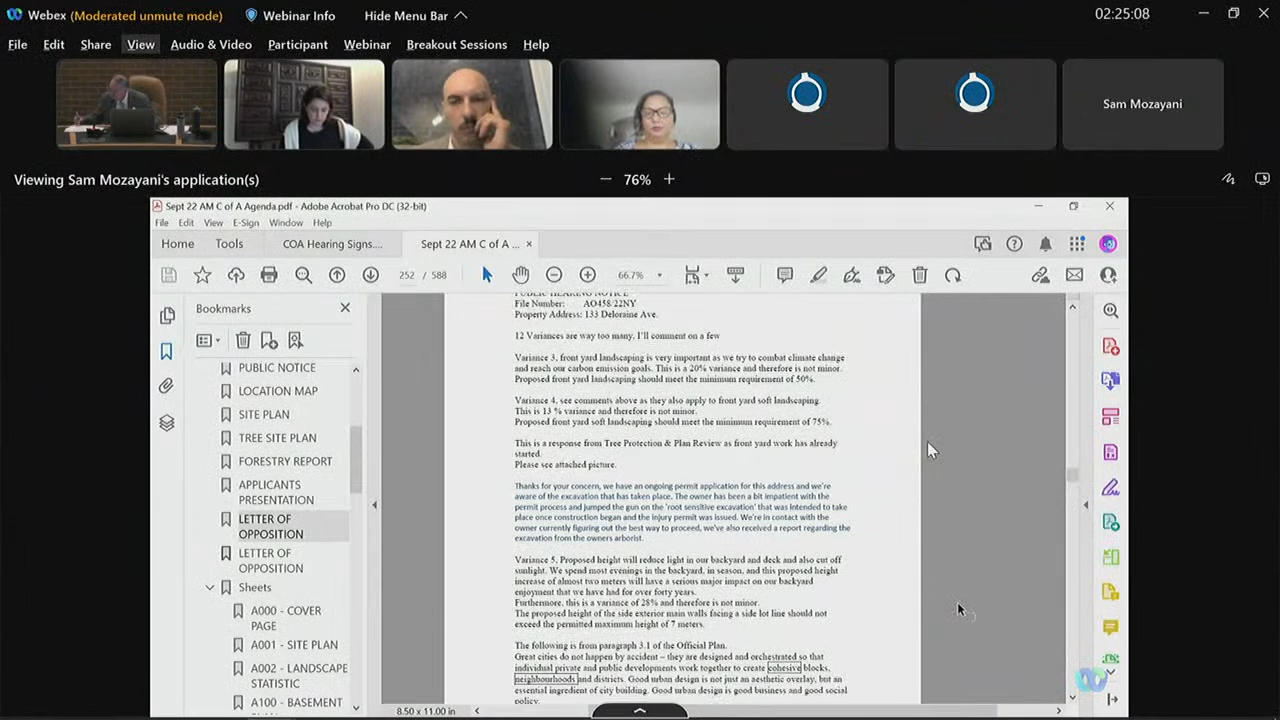 Webex (Moderated unmute mode) Webinar Info Hide Menu Bar 02:25:08
File Edit Share View Audio & Video Participant Webinar Breakout Sessions Help
Sam Mozayani
Viewing Sam Mozayani's application(s) 76%
Sept 22 AM C of A Agenda.pdf - Adobe Acrobat Pro DC (32-bit)
File Edit View E-Sign Window Help
Home Tools COA Hearing Signs.... Sept 22 AM C of A ... ×
252 / 588 66.7%
Bookmarks
PUBLIC NOTICE
LOCATION MAP
SITE PLAN
TREE SITE PLAN
FORESTRY REPORT
APPLICANTS
PRESENTATION
LETTER OF
OPPOSITION
LETTER OF
OPPOSITION
Sheets
A000 - COVER
PAGE
A001 - SITE PLAN
A002 - LANDSCAPE
STATISTIC
A100 - BASEMENT
PUBLIC HEARING NOTICE
File Number: AO458/22NY
Property Address: 133 Deloraine Ave.
12 Variances are way too many, I'll comment on a few
Variance 3, front yard landscaping is very important as we try to combat climate change
and reach our carbon emission goals. This is a 20% variance and therefore is not minor.
Proposed front yard landscaping should meet the minimum requirement of 50%.
Variance 4, see comments above as they also apply to front yard soft landscaping.
This is 13 % variance and therefore is not minor.
Proposed front yard soft landscaping should meet the minimum requirement of 75%.
This is a response from Tree Protection & Plan Review as front yard work has already
started.
Please see attached picture.
Thanks for your concern, we have an ongoing permit application for this address and we're
aware of the excavation that has taken place. The owner has been a bit impatient with the
permit process and jumped the gun on the 'root sensitive excavation' that was intended to take
place once construction began and the injury permit was issued. We're in contact with the
owner currently figuring out the best way to proceed, we've also received a report regarding the
excavation from the owners arborist.
Variance 5, Proposed height will reduce light in our backyard and deck and also cut off
sunlight. We spend most evenings in the backyard, in season, and this proposed height
increase of almost two meters will have a serious major impact on our backyard
enjoyment that we have had for over forty years.
Furthermore, this is a variance of 28% and therefore is not minor.
The proposed height of the side exterior main walls facing a side lot line should not
exceed the permitted maximum height of 7 meters.
The following is from paragraph 3.1 of the Official Plan.
Great cities do not happen by accident – they are designed and orchestrated so that
individual private and public developments work together to create cohesive blocks,
neighbourhoods and districts. Good urban design is not just an aesthetic overlay, but an
essential ingredient of city building. Good urban design is good business and good social
policy.
8.50 x 11.00 in